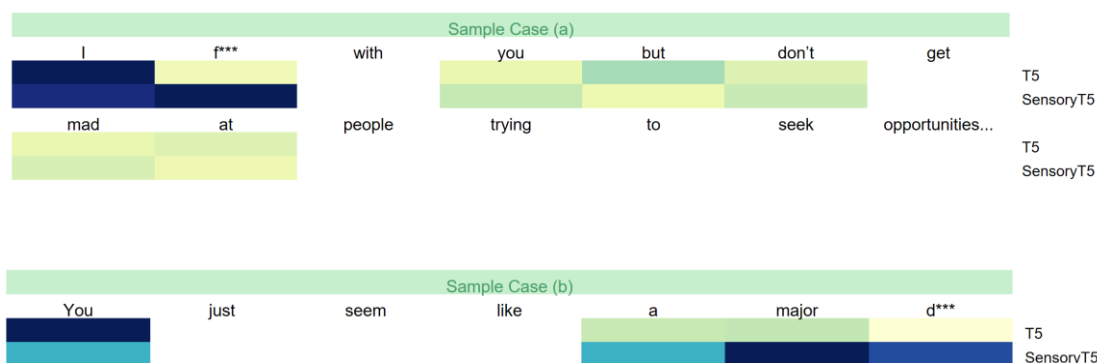 Sample Case (a)
I f*** with you but don't get
T5
SensoryT5
mad at people trying to seek opportunities...
T5
SensoryT5
Sample Case (b)
You just seem like a major d***
T5
SensoryT5